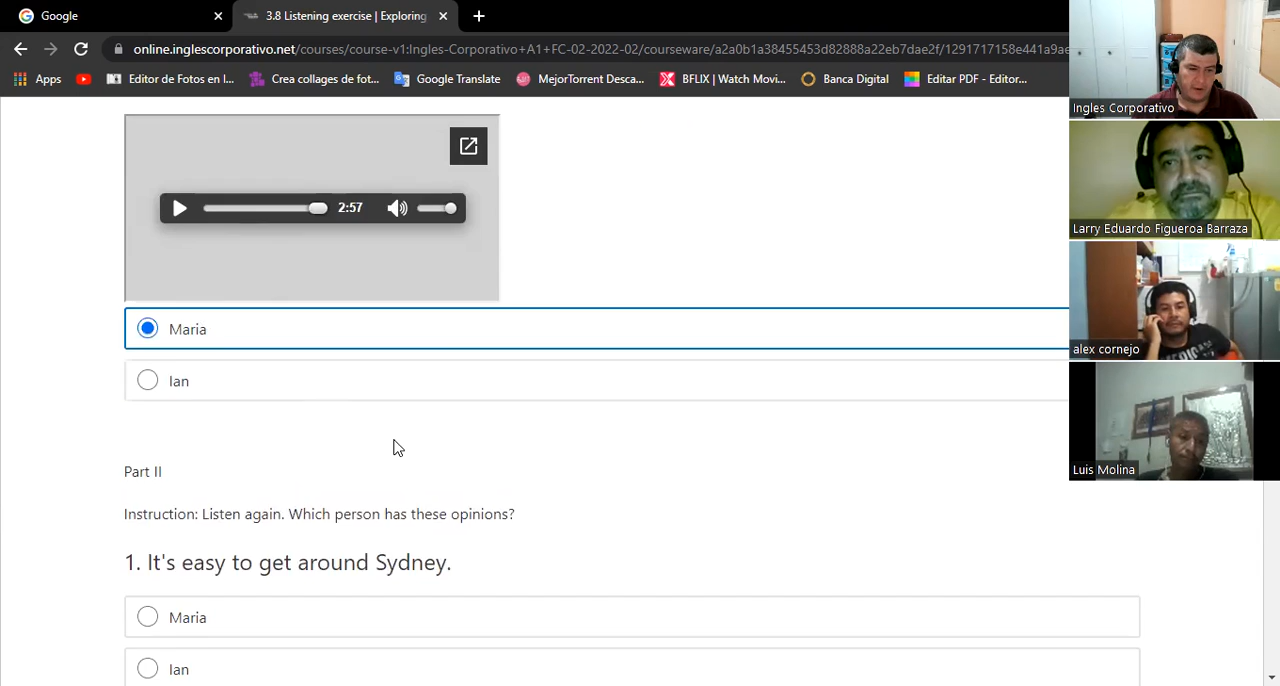 Google
3.8 Listening exercise | Exploring
online.inglescorporativo.net/courses/course-v1:Ingles-Corporativo+A1+FC-02-2022-02/courseware/a2a0b1a38455453d82888a22eb7dae2f/1291717158e441a9ae
Apps
Editor de Fotos en l...
Crea collages de fot...
Google Translate
MejorTorrent Desca...
BFLIX | Watch Movi...
Banca Digital
Editar PDF - Editor...
2:57
Maria
Ian
Part II
Instruction: Listen again. Which person has these opinions?
1. It's easy to get around Sydney.
Maria
Ian
Ingles Corporativo
Larry Eduardo Figueroa Barraza
alex cornejo
Luis Molina